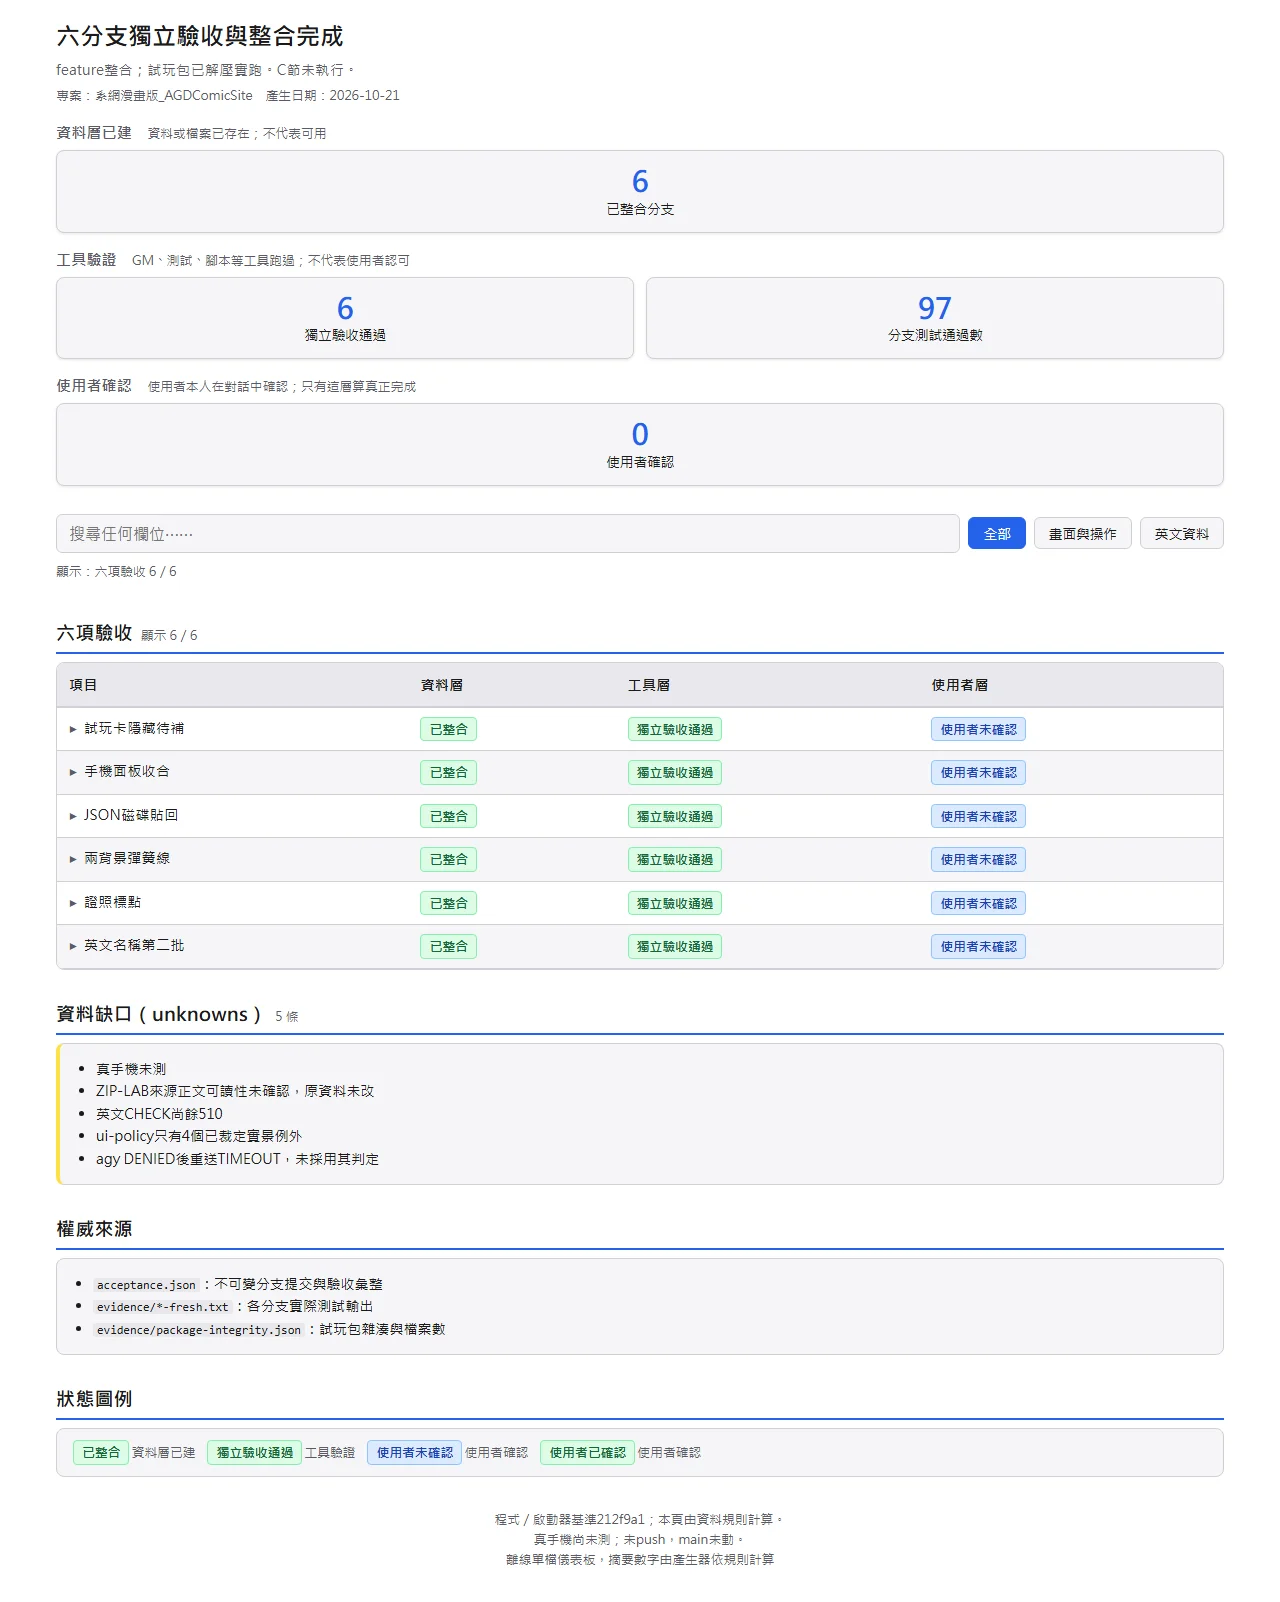 六分支獨立驗收與整合完成
feature整合；試玩包已解壓實跑。C節未執行。
專案：系網漫畫版_AGDComicSite　產生日期：2026-10-21
資料層已建　資料或檔案已存在；不代表可用
6
已整合分支
工具驗證　GM、測試、腳本等工具跑過；不代表使用者認可
6
獨立驗收通過
97
分支測試通過數
使用者確認　使用者本人在對話中確認；只有這層算真正完成
0
使用者確認
搜尋任何欄位……　全部　畫面與操作　英文資料
顯示：六項驗收 6 / 6
六項驗收 顯示 6 / 6
項目　資料層　工具層　使用者層
▸ 試玩卡隱藏待補　已整合　獨立驗收通過　使用者未確認
▸ 手機面板收合　已整合　獨立驗收通過　使用者未確認
▸ JSON磁碟貼回　已整合　獨立驗收通過　使用者未確認
▸ 兩背景彈簧線　已整合　獨立驗收通過　使用者未確認
▸ 證照標點　已整合　獨立驗收通過　使用者未確認
▸ 英文名稱第二批　已整合　獨立驗收通過　使用者未確認
資料缺口（unknowns） 5 條
• 真手機未測
• ZIP-LAB來源正文可讀性未確認，原資料未改
• 英文CHECK尚餘510
• ui-policy只有4個已裁定實景例外
• agy DENIED後重送TIMEOUT，未採用其判定
權威來源
• acceptance.json：不可變分支提交與驗收彙整
• evidence/*-fresh.txt：各分支實際測試輸出
• evidence/package-integrity.json：試玩包雜湊與檔案數
狀態圖例
已整合 資料層已建　獨立驗收通過 工具驗證　使用者未確認 使用者確認　使用者已確認 使用者確認
程式 / 啟動器基準212f9a1；本頁由資料規則計算。
真手機尚未測；未push，main未動。
離線單檔儀表板，摘要數字由產生器依規則計算